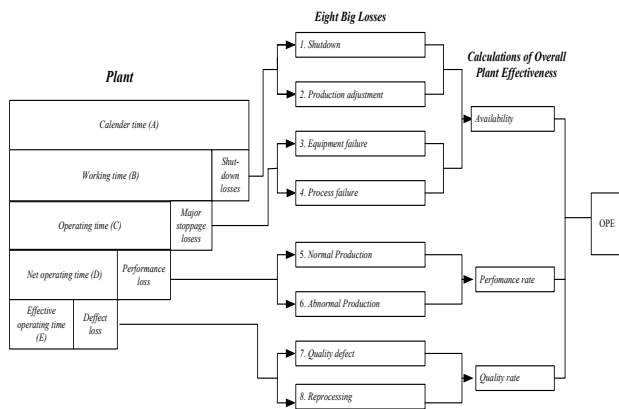 Eight Big Losses
Plant
Calculations of Overall
Plant Effectiveness
Calender time (A)
Working time (B)
Shut-
down
losses
Operating time (C)
Major
stoppage
losess
Net operating time (D)
Performance
loss
Effective
operating time
(E)
Deffect
loss
1. Shutdown
2. Production adjustment
3. Equipment failure
4. Process failure
5. Normal Production
6. Abnormal Production
7. Quality defect
8. Reprocessing
Availability
Perfomance rate
Quality rate
OPE